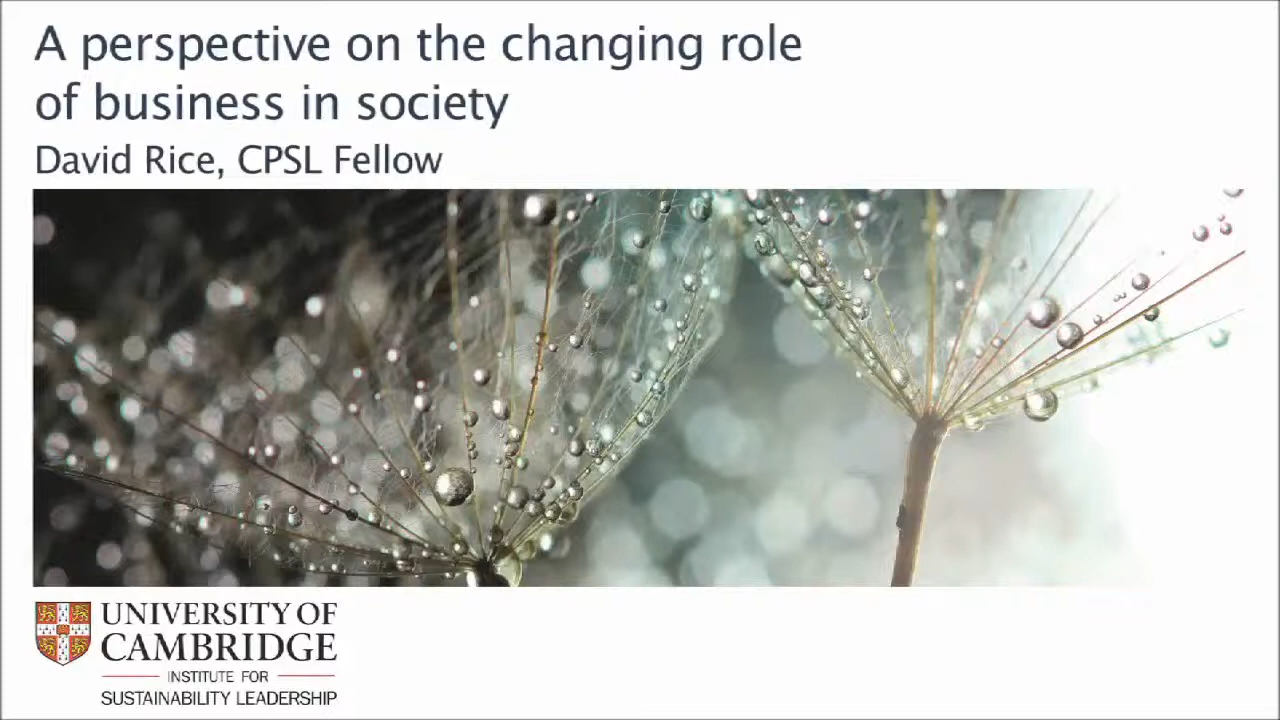 A perspective on the changing role
of business in society
David Rice, CPSL Fellow
UNIVERSITY OF
CAMBRIDGE
INSTITUTE FOR
SUSTAINABILITY LEADERSHIP